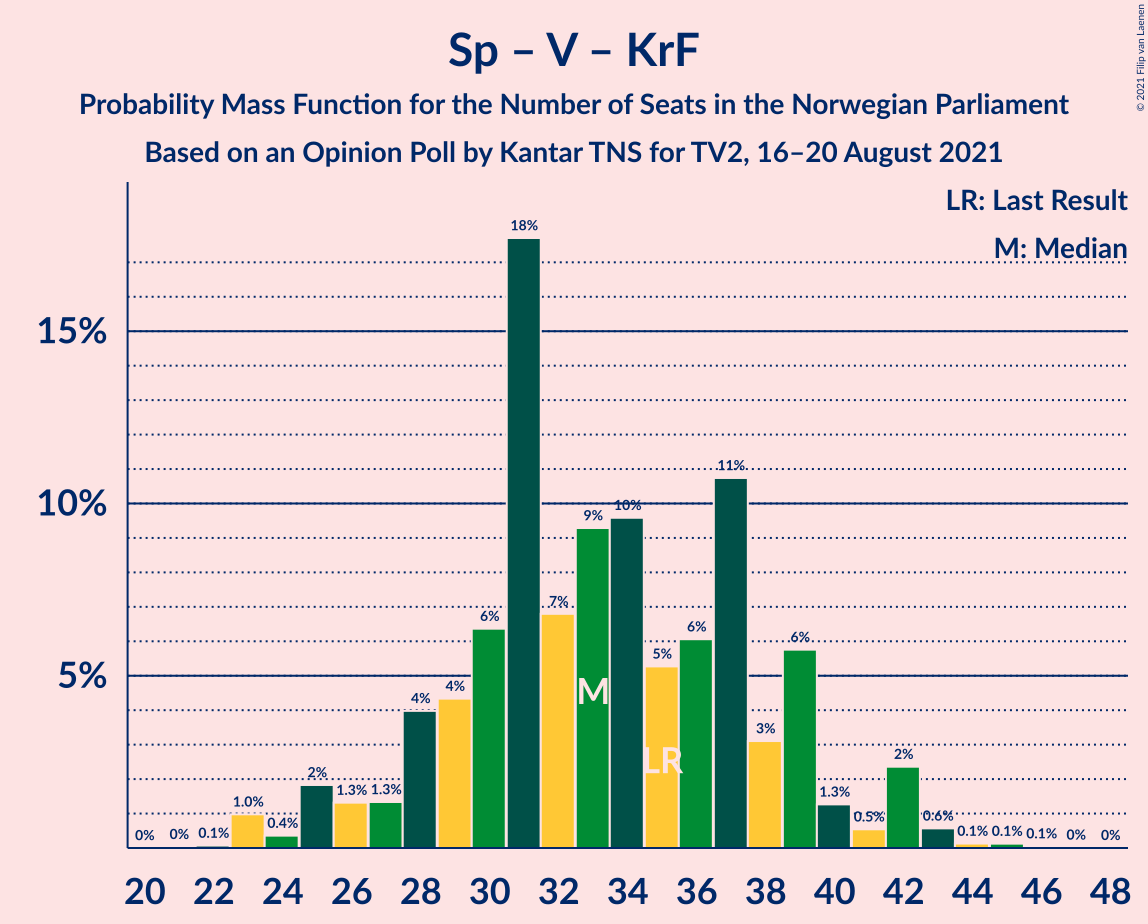 Sp – V – KrF
Probability Mass Function for the Number of Seats in the Norwegian Parliament
Based on an Opinion Poll by Kantar TNS for TV2, 16–20 August 2021
© 2021 Filip van Laenen
LR: Last Result
M: Median
15%
10%
5%
0% 0% 0.1% 1.0% 0.4% 2% 1.3% 1.3% 4% 4% 6% 18% 7% 9% 10% 5% 6% 11% 3% 6% 1.3% 0.5% 2% 0.6% 0.1% 0.1% 0.1% 0% 0%
M
LR
20 22 24 26 28 30 32 34 36 38 40 42 44 46 48